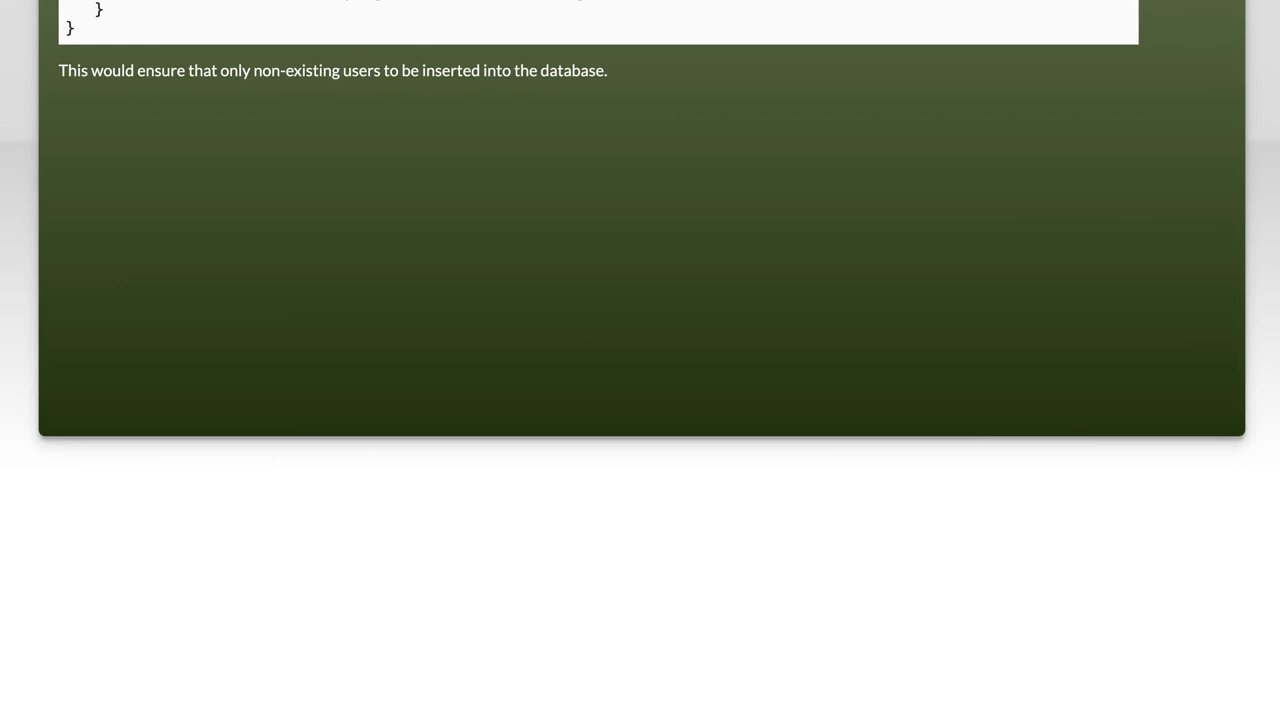 }
}
This would ensure that only non-existing users to be inserted into the database.